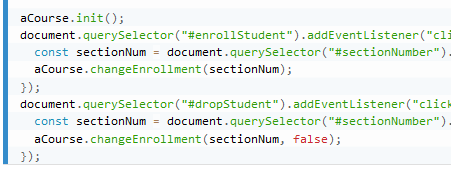 aCourse.init();
document.querySelector("#enrollStudent").addEventListener("cli
const sectionNum = document.querySelector("#sectionNumber").
aCourse.changeEnrollment(sectionNum);
});
document.querySelector("#dropStudent").addEventListener("click
const sectionNum = document.querySelector("#sectionNumber").
aCourse.changeEnrollment(sectionNum, false);
});